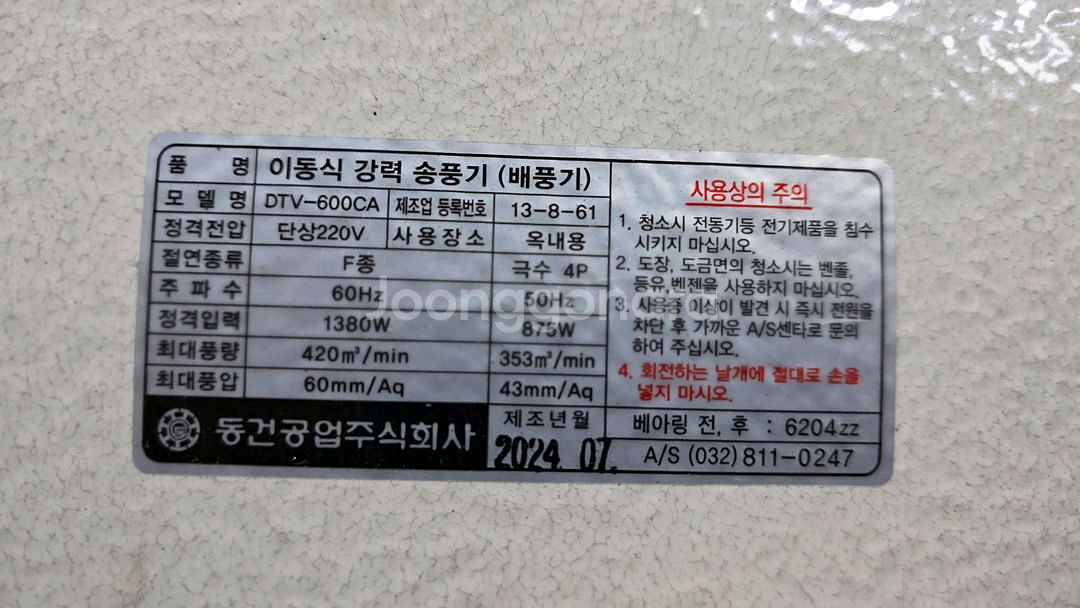 품 명 이동식 강력 송풍기 (배풍기)
모 델 명 DTV-600CA 제조업 등록번호 13-8-61
정격전압 단상220V 사 용 장 소 옥내용
절연종류 F종 극수 4P
주 파 수 60Hz 50Hz
정격입력 1380W 875W
최대풍량 420㎥/min 353㎥/min
최대풍압 60mm/Aq 43mm/Aq
동건공업주식회사
제조년월
2024. 07.
사용상의 주의
1. 청소시 전동기등 전기제품을 침수
시키지 마십시오.
2. 도장, 도금면의 청소시는 벤졸,
등유,벤젠을 사용하지 마십시오.
3. 사용중 이상이 발견 시 즉시 전원을
차단 후 가까운 A/S센타로 문의
하여 주십시오.
4. 회전하는 날개에 절대로 손을
넣지 마시오.
베아링 전, 후 : 6204zz
A/S (032) 811-0247
Joonggonara